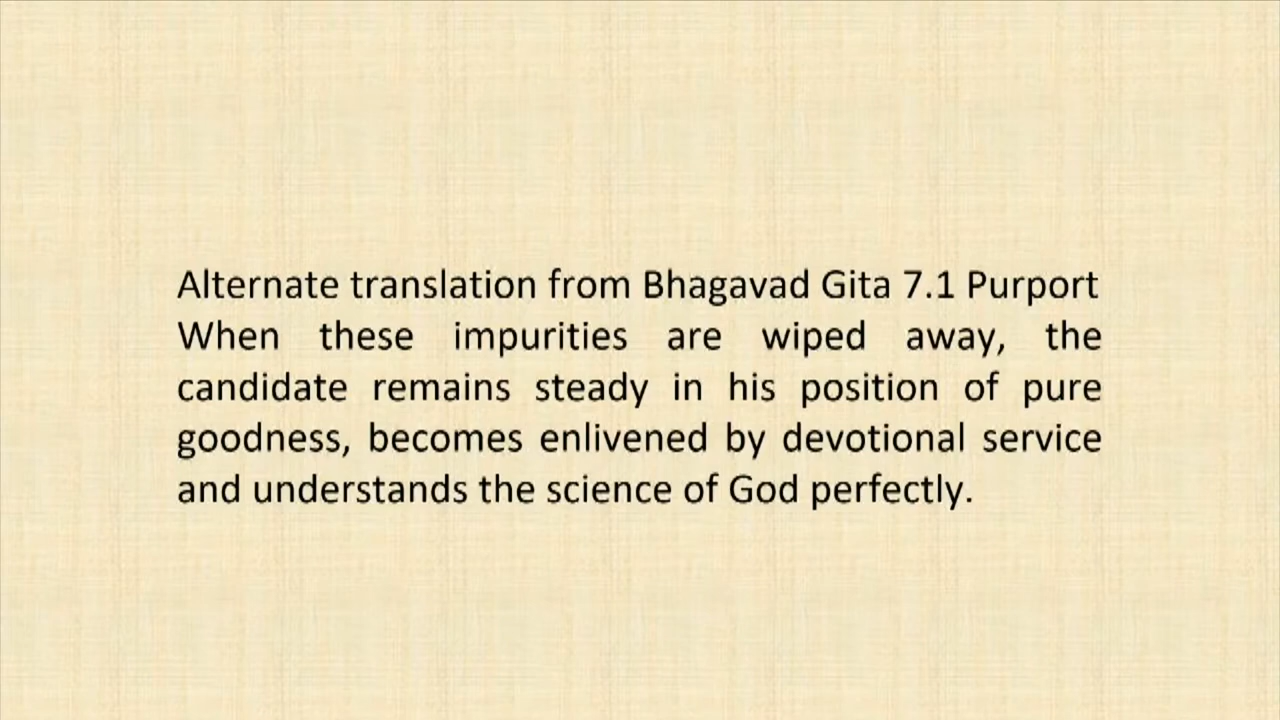 Alternate translation from Bhagavad Gita 7.1 Purport
When these impurities are wiped away, the
candidate remains steady in his position of pure
goodness, becomes enlivened by devotional service
and understands the science of God perfectly.